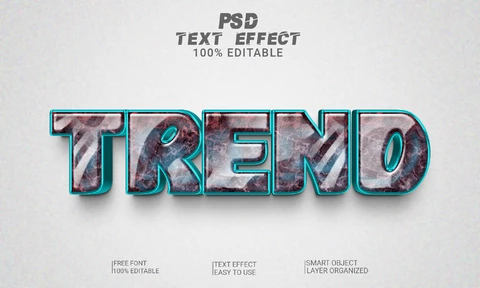 PSD
TEXT EFFECT
100% EDITABLE
TREND
FREE FONT
100% EDITABLE
TEXT EFFECT
EASY TO USE
SMART OBJECT
LAYER ORGANIZED